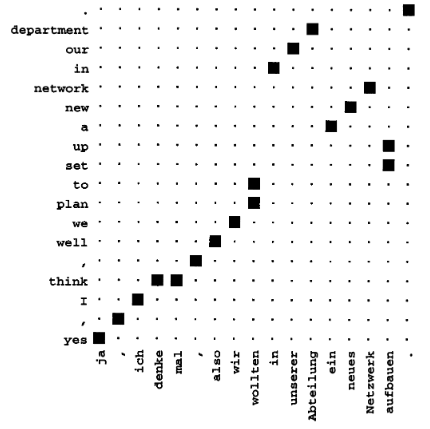 .
department
our
in
network
new
a
up
set
to
plan
we
well
,
think
I
,
yes
ja
,
ich
denke
mal
,
also
wir
wollten
in
unserer
Abteilung
ein
neues
Netzwerk
aufbauen
.